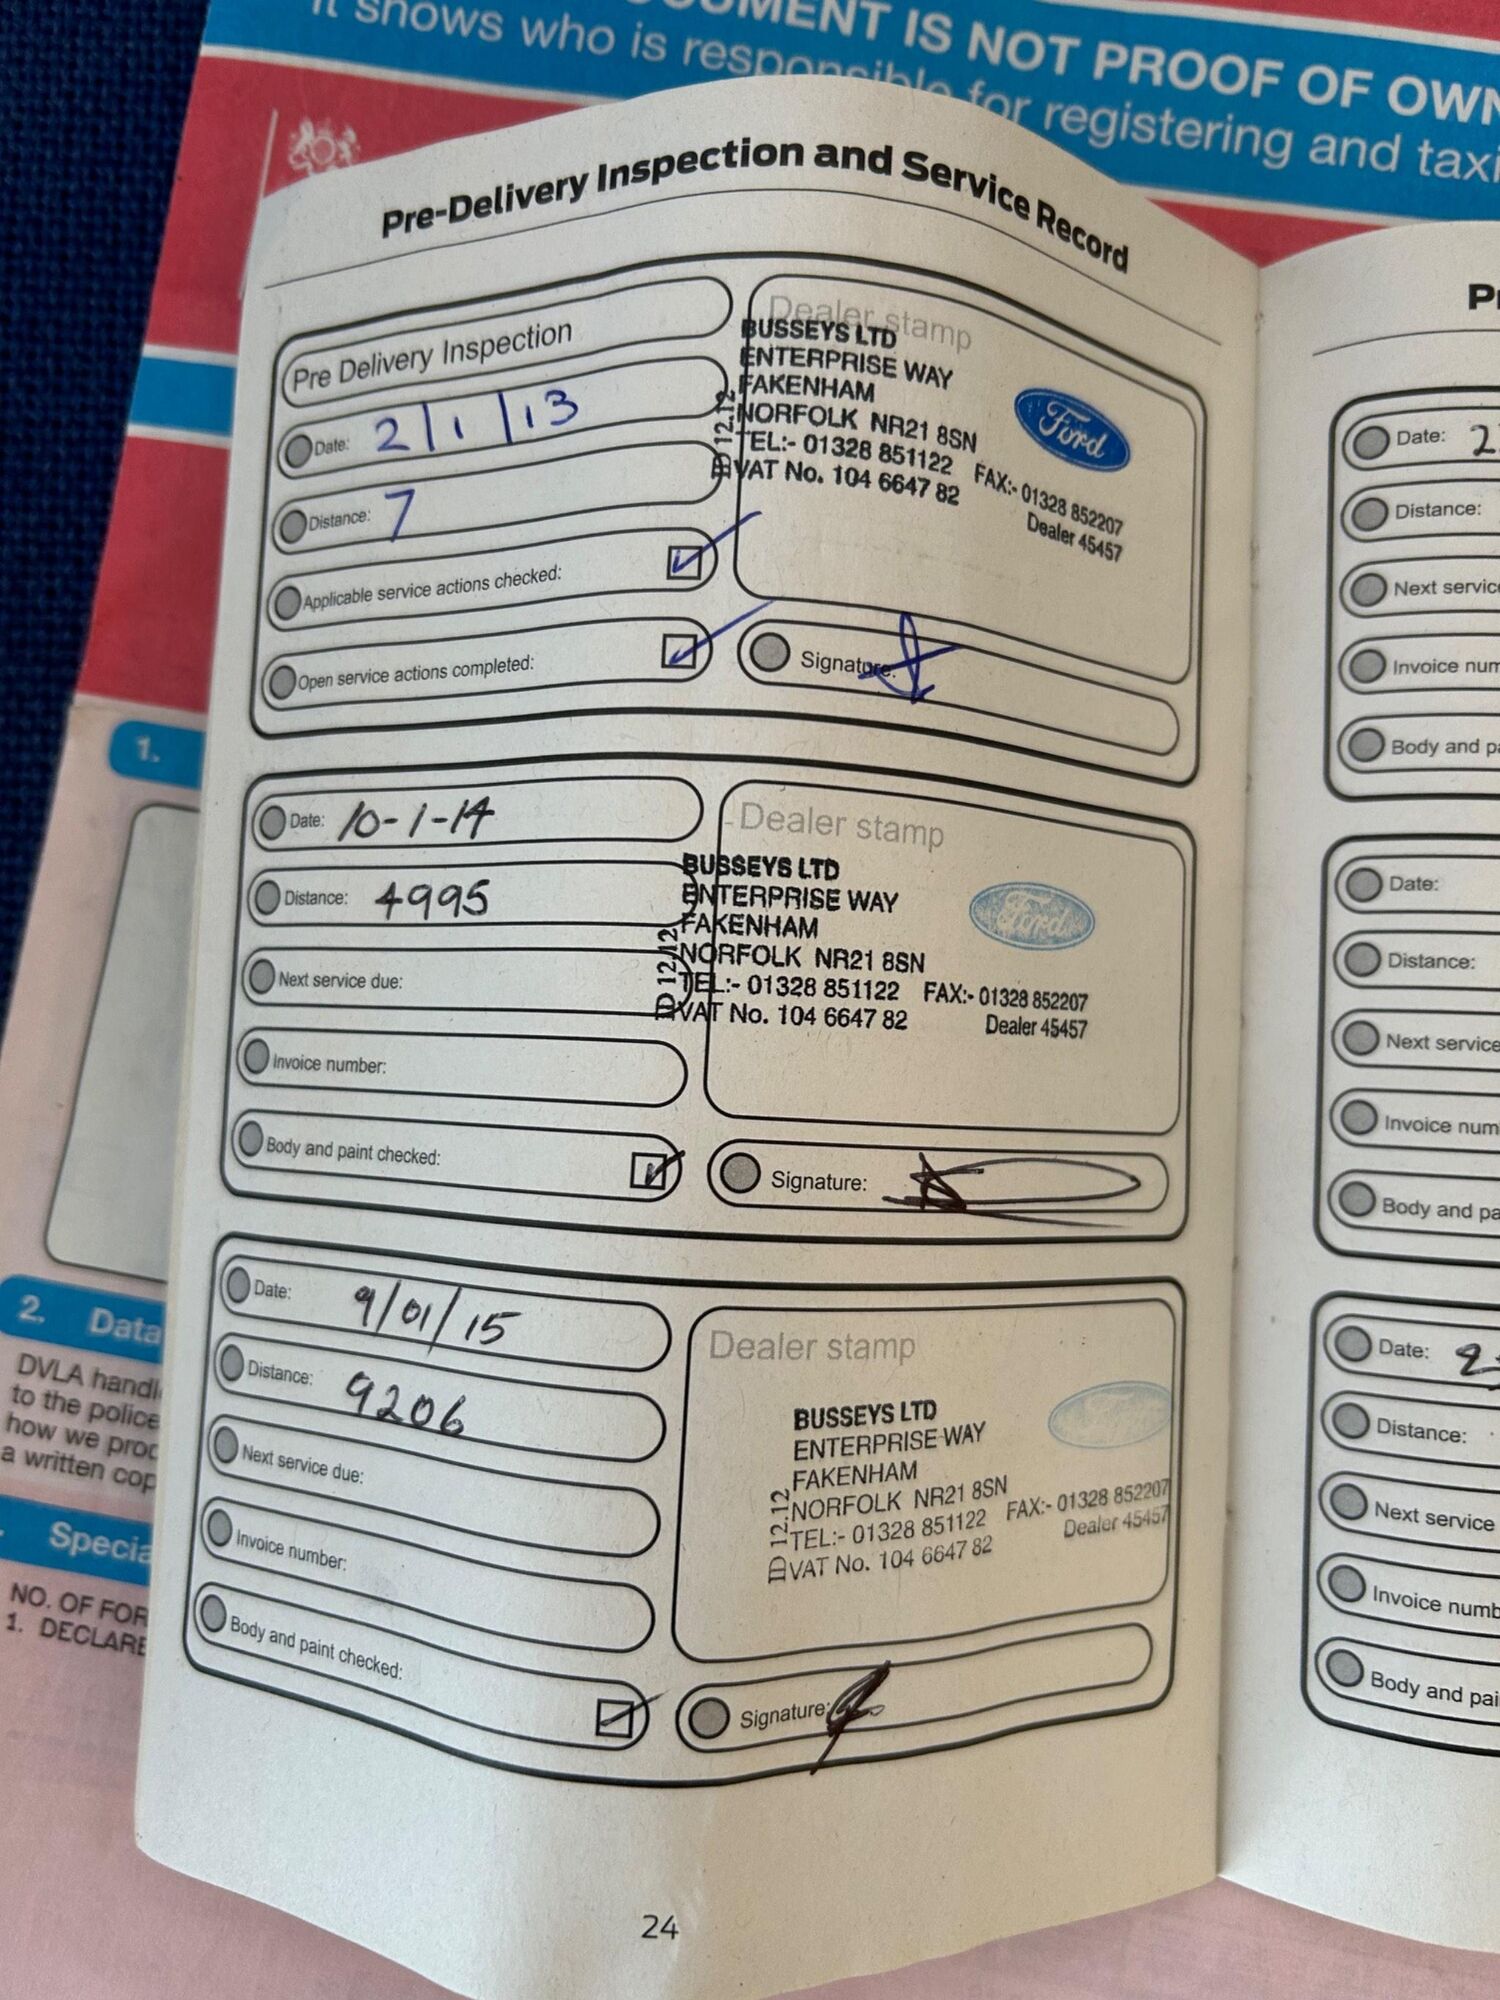 CUMENT IS NOT PROOF OF OWN
It shows who is responsible for registering and taxi
Pre-Delivery Inspection and Service Record
Pre Delivery Inspection
Date: 2/1/13
Distance: 7
Applicable service actions checked:
Open service actions completed:
Dealer stamp
BUSSEYS LTD
ENTERPRISE WAY
FAKENHAM
NORFOLK NR21 8SN
TEL:- 01328 851122 FAX:- 01328 852207
VAT No. 104 6647 82 Dealer 45457
ID 12.12
Ford
Signature:
Date: 10-1-14
Distance: 4995
Next service due:
Invoice number:
Body and paint checked:
Dealer stamp
BUSSEYS LTD
ENTERPRISE WAY
FAKENHAM
NORFOLK NR21 8SN
TEL:- 01328 851122 FAX:- 01328 852207
VAT No. 104 6647 82 Dealer 45457
ID 12.12
Ford
Signature:
Date: 9/01/15
Distance: 9206
Next service due:
Invoice number:
Body and paint checked:
Dealer stamp
BUSSEYS LTD
ENTERPRISE WAY
FAKENHAM
NORFOLK NR21 8SN
TEL:- 01328 851122 FAX:- 01328 852207
VAT No. 104 6647 82 Dealer 45457
ID 12.12
Ford
Signature:
24
Date: 2
Distance:
Next service
Invoice num
Body and pa
Date:
Distance:
Next service
Invoice num
Body and pa
Date:
Distance:
Next service
Invoice numb
Body and pai
1.
2. Data
DVLA handl
to the police
how we proc
a written cop
Specia
NO. OF FOR
1. DECLARE